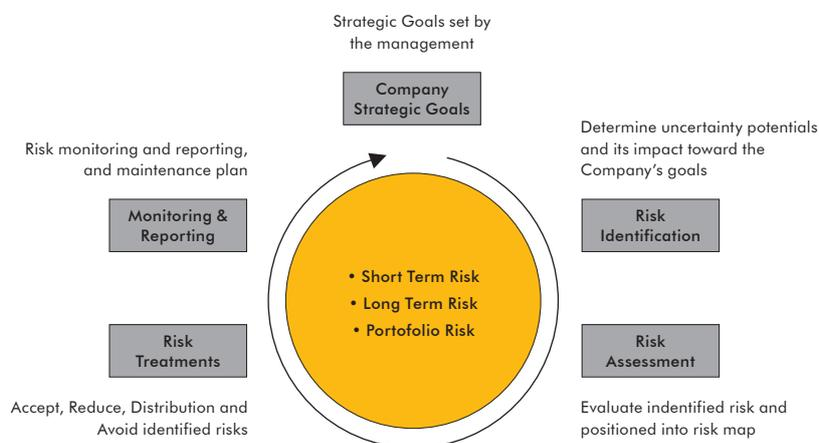 Strategic Goals set by
the management
Company
Strategic Goals
Determine uncertainty potentials
and its impact toward the
Company's goals
Risk
Identification
Risk
Assessment
Evaluate indentified risk and
positioned into risk map
Risk monitoring and reporting,
and maintenance plan
Monitoring &
Reporting
Risk
Treatments
Accept, Reduce, Distribution and
Avoid identified risks
• Short Term Risk
• Long Term Risk
• Portofolio Risk